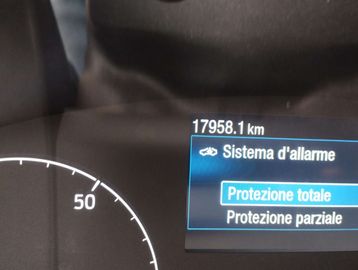 17958.1 km
Sistema d'allarme
Protezione totale
50
Protezione parziale